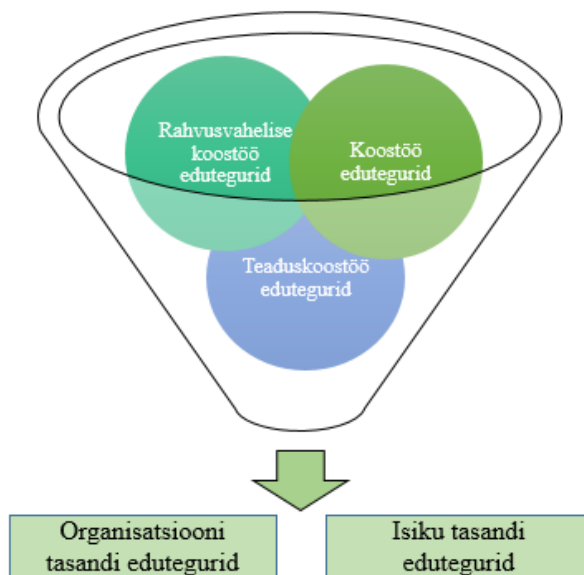 Rahvusvahelise
koostöö
edutegurid
Koostöö
edutegurid
Teaduskoostöö
edutegurid
Organisatsiooni
tasandi edutegurid
Isiku tasandi
edutegurid